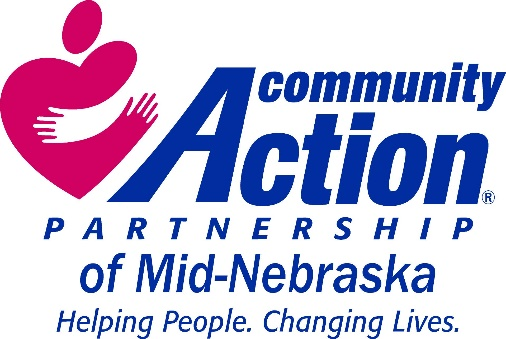 community
Action®
PARTNERSHIP
of Mid-Nebraska
Helping People. Changing Lives.